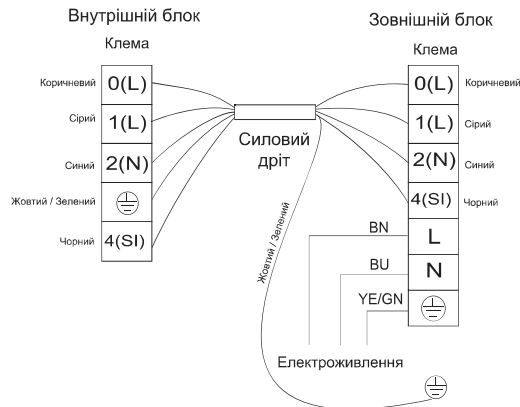 Внутрішній блок
Клема
Коричневий 0(L)
Сірий 1(L)
Синий 2(N)
Жовтий / Зелений
Чорний 4(SI)
Силовий
дріт
Жовтий / Зелений
Зовнішній блок
Клема
0(L) Коричневий
1(L) Сірий
2(N) Синий
4(SI) Чорний
BN L
BU N
YE/GN
Електроживлення